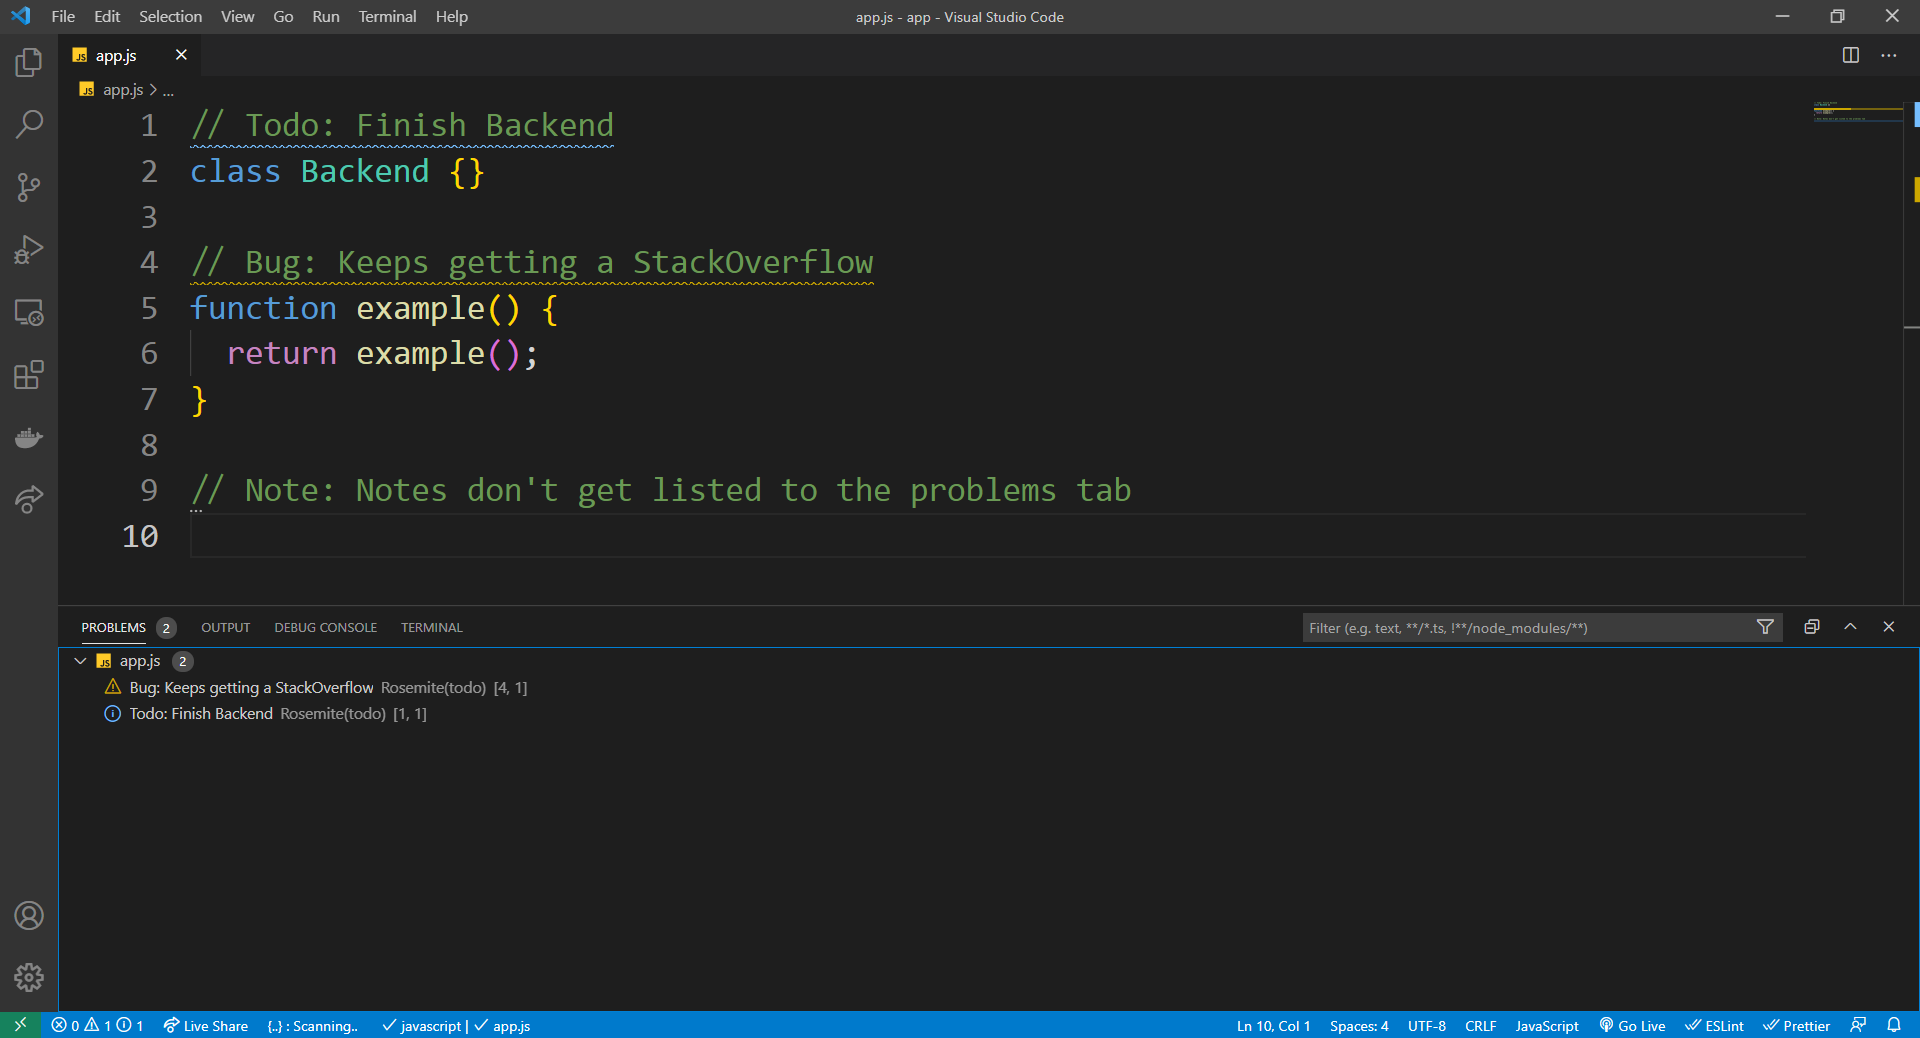 File Edit Selection View Go Run Terminal Help
app.js - app - Visual Studio Code
JS app.js
JS app.js > ...
1 // Todo: Finish Backend
2 class Backend {}
3
4 // Bug: Keeps getting a StackOverflow
5 function example() {
6 return example();
7 }
8
9 // Note: Notes don't get listed to the problems tab
10
PROBLEMS 2 OUTPUT DEBUG CONSOLE TERMINAL
Filter (e.g. text, **/*.ts, !**/node_modules/**)
JS app.js 2
Bug: Keeps getting a StackOverflow Rosemite(todo) [4, 1]
Todo: Finish Backend Rosemite(todo) [1, 1]
0 1 1 Live Share {..} : Scanning.. javascript | app.js
Ln 10, Col 1 Spaces: 4 UTF-8 CRLF JavaScript Go Live ESLint Prettier